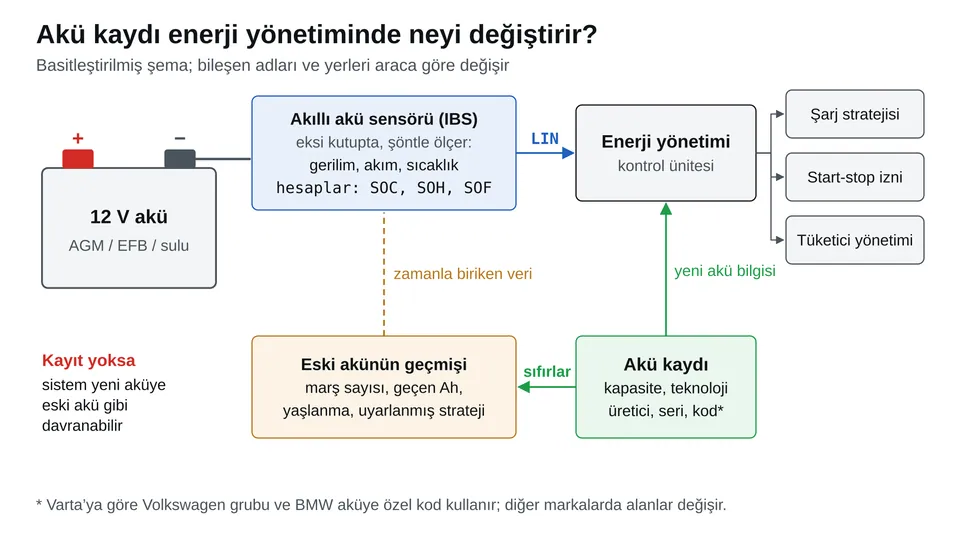 Akü kaydı enerji yönetiminde neyi değiştirir?
Basitleştirilmiş şema; bileşen adları ve yerleri araca göre değişir
+
−
12 V akü
AGM / EFB / sulu
Akıllı akü sensörü (IBS)
eksi kutupta, şöntle ölçer:
gerilim, akım, sıcaklık
hesaplar: SOC, SOH, SOF
LIN
Enerji yönetimi
kontrol ünitesi
Şarj stratejisi
Start-stop izni
Tüketici yönetimi
zamanla biriken veri
yeni akü bilgisi
Kayıt yoksa
sistem yeni aküye
eski akü gibi
davranabilir
Eski akünün geçmişi
marş sayısı, geçen Ah,
yaşlanma, uyarlanmış strateji
sıfırlar
Akü kaydı
kapasite, teknoloji
üretici, seri, kod*
* Varta’ya göre Volkswagen grubu ve BMW aküye özel kod kullanır; diğer markalarda alanlar değişir.